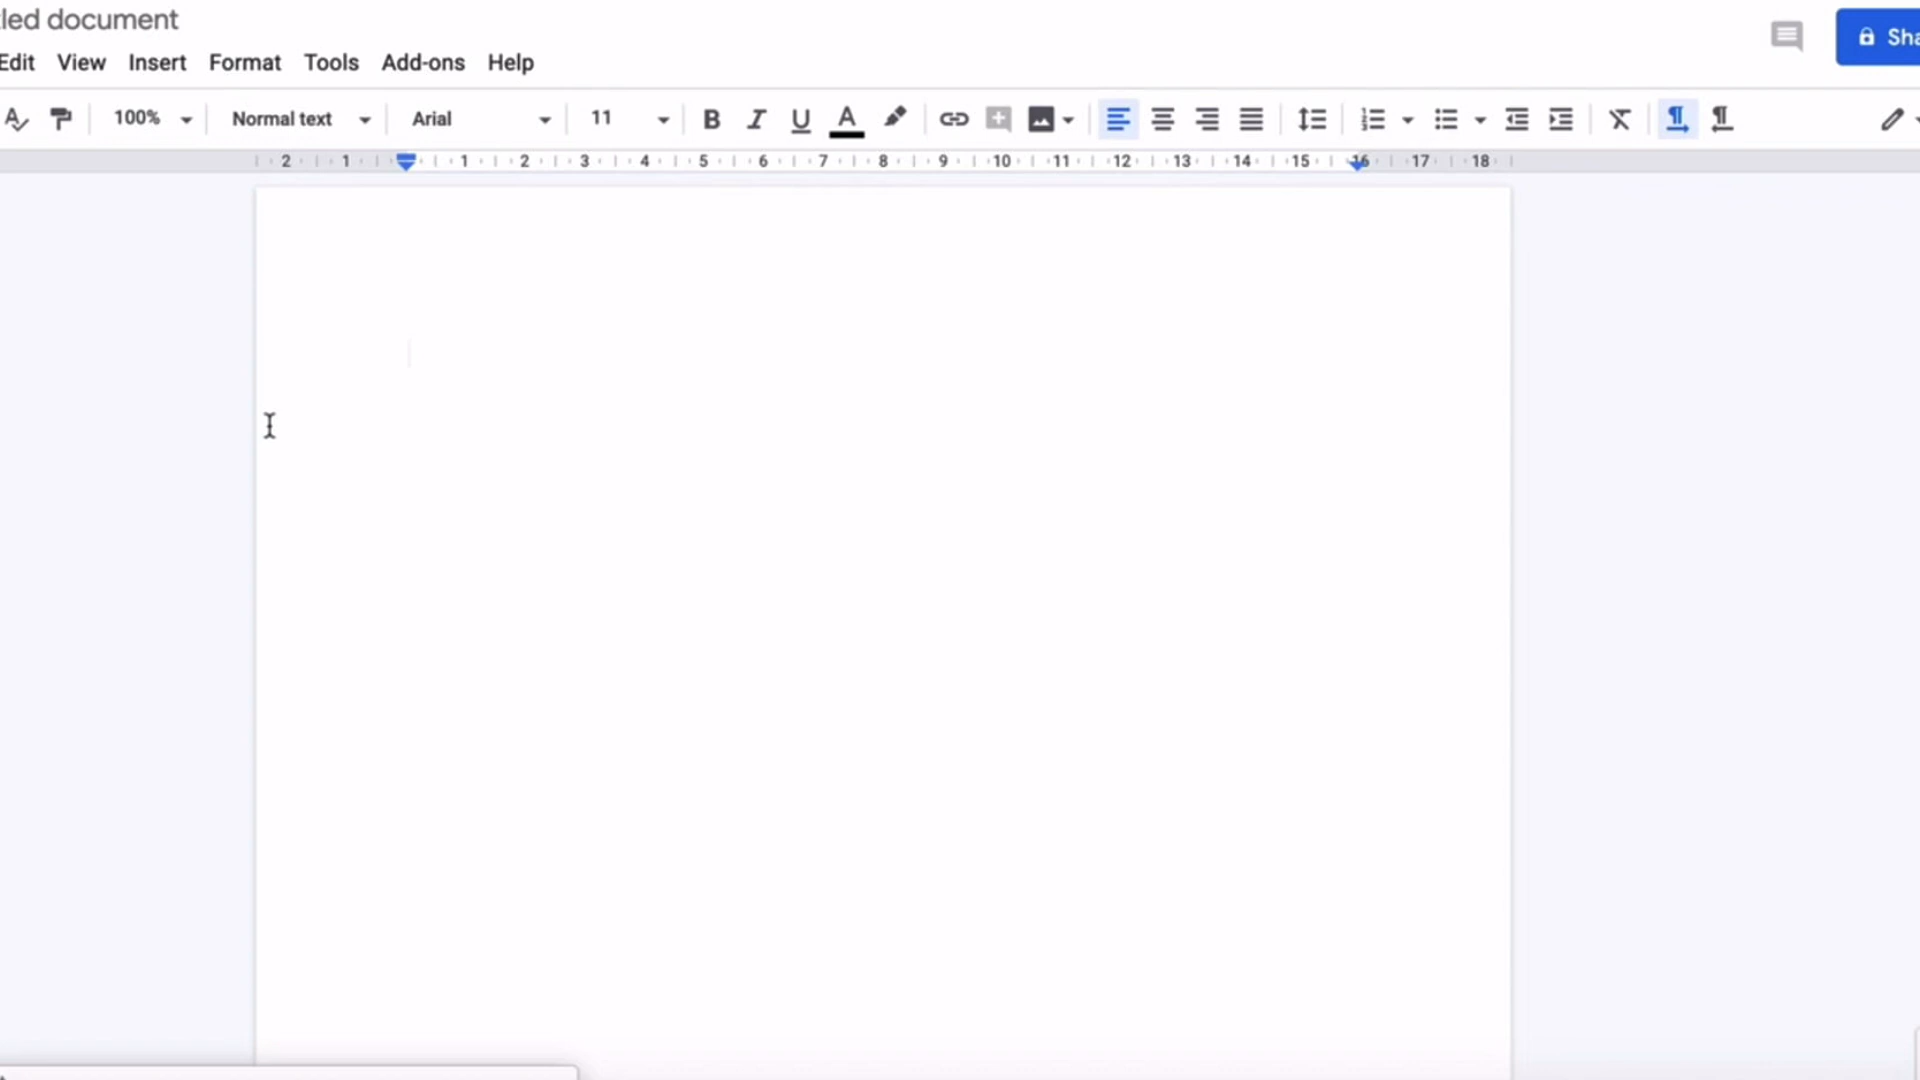 led document
Edit View Insert Format Tools Add-ons Help
100% Normal text Arial 11 B I U A
2 1 1 2 3 4 5 6 7 8 9 10 11 12 13 14 15 16 17 18